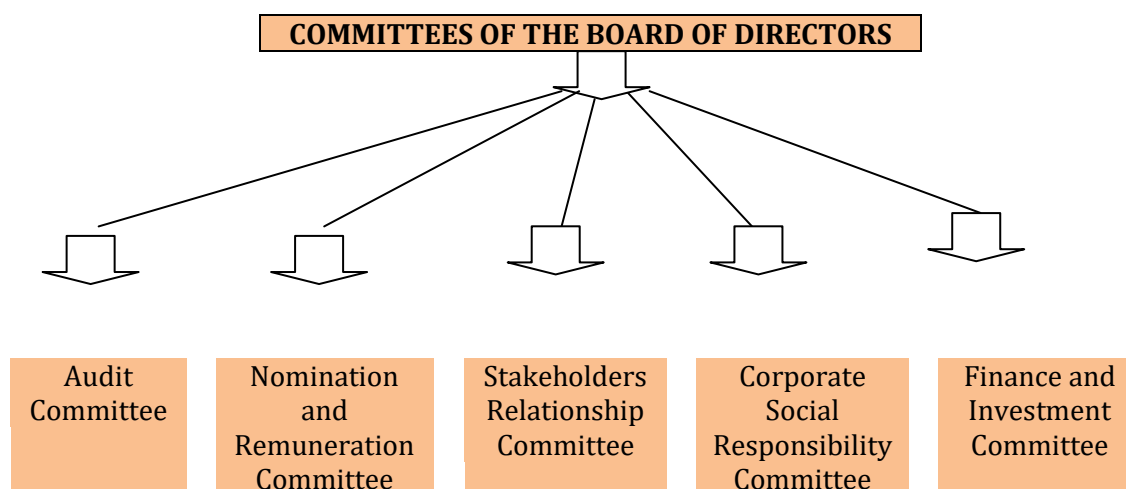 COMMITTEES OF THE BOARD OF DIRECTORS
Audit
Committee
Nomination
and
Remuneration
Committee
Stakeholders
Relationship
Committee
Corporate
Social
Responsibility
Committee
Finance and
Investment
Committee